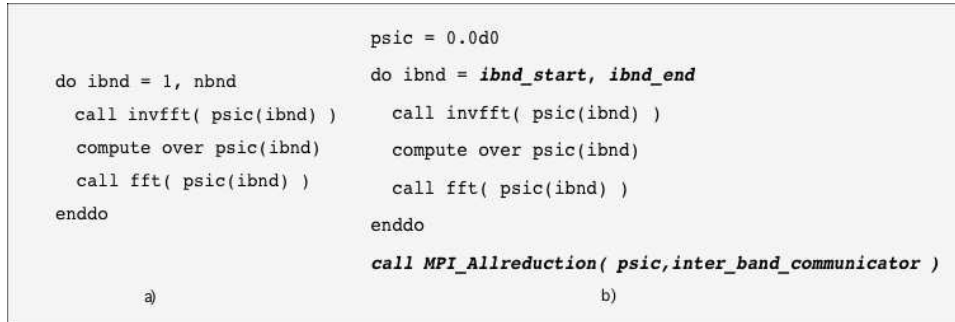 do ibnd = 1, nbnd
call invfft( psic(ibnd) )
compute over psic(ibnd)
call fft( psic(ibnd) )
enddo
a)
psic = 0.0d0
do ibnd = ibnd_start, ibnd_end
call invfft( psic(ibnd) )
compute over psic(ibnd)
call fft( psic(ibnd) )
enddo
call MPI_Allreduction( psic,inter_band_communicator )
b)